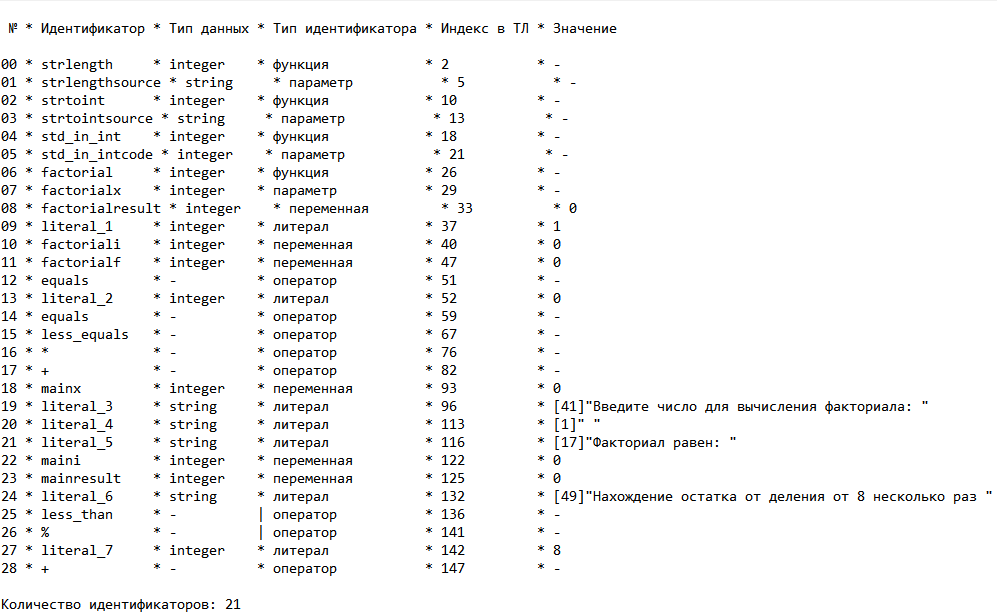 № * Идентификатор * Тип данных * Тип идентификатора * Индекс в ТЛ * Значение
00 * strlength * integer * функция * 2 * -
01 * strlengthsource * string * параметр * 5 * -
02 * strtoint * integer * функция * 10 * -
03 * strtointsource * string * параметр * 13 * -
04 * std_in_int * integer * функция * 18 * -
05 * std_in_intcode * integer * параметр * 21 * -
06 * factorial * integer * функция * 26 * -
07 * factorialx * integer * параметр * 29 * -
08 * factorialresult * integer * переменная * 33 * 0
09 * literal_1 * integer * литерал * 37 * 1
10 * factoriali * integer * переменная * 40 * 0
11 * factorialf * integer * переменная * 47 * 0
12 * equals * - * оператор * 51 * -
13 * literal_2 * integer * литерал * 52 * 0
14 * equals * - * оператор * 59 * -
15 * less_equals * - * оператор * 67 * -
16 * * * - * оператор * 76 * -
17 * + * - * оператор * 82 * -
18 * mainx * integer * переменная * 93 * 0
19 * literal_3 * string * литерал * 96 * [41]"Введите число для вычисления факториала: "
20 * literal_4 * string * литерал * 113 * [1]" "
21 * literal_5 * string * литерал * 116 * [17]"Факториал равен: "
22 * maini * integer * переменная * 122 * 0
23 * mainresult * integer * переменная * 125 * 0
24 * literal_6 * string * литерал * 132 * [49]"Нахождение остатка от деления от 8 несколько раз "
25 * less_than * - | оператор * 136 * -
26 * % * - | оператор * 141 * -
27 * literal_7 * integer * литерал * 142 * 8
28 * + * - * оператор * 147 * -
Количество идентификаторов: 21